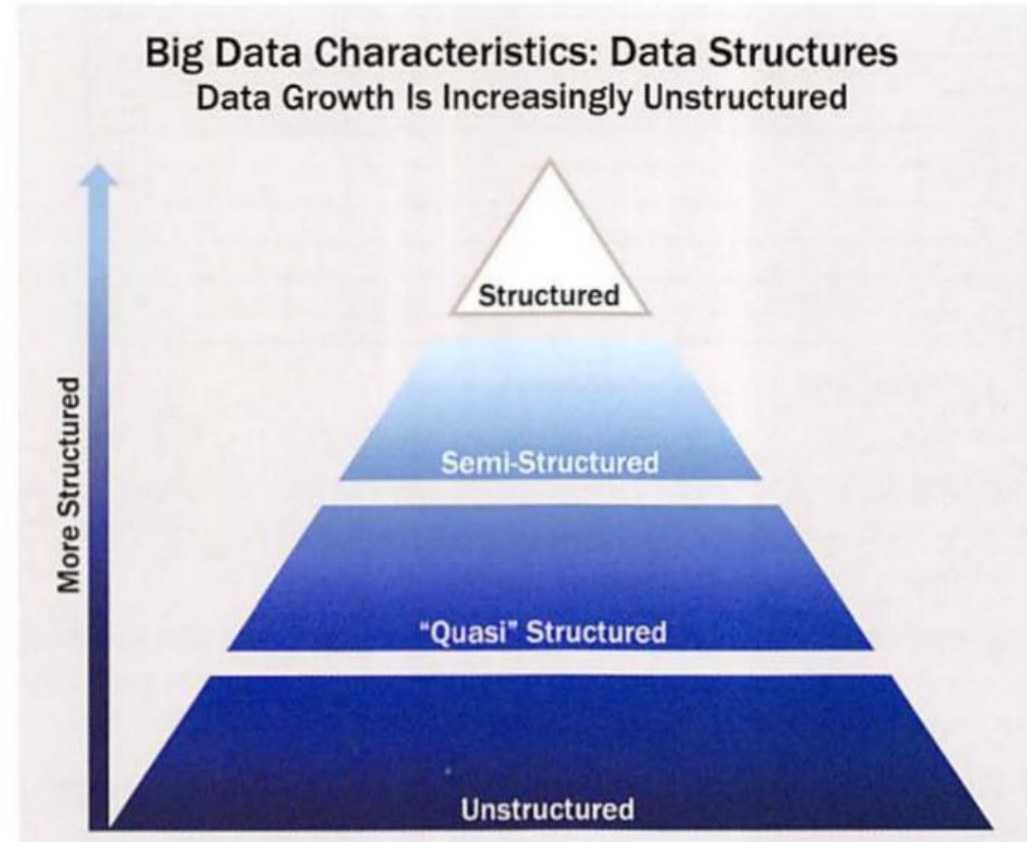 Big Data Characteristics: Data Structures
Data Growth Is Increasingly Unstructured
More Structured
Structured
Semi-Structured
"Quasi" Structured
Unstructured